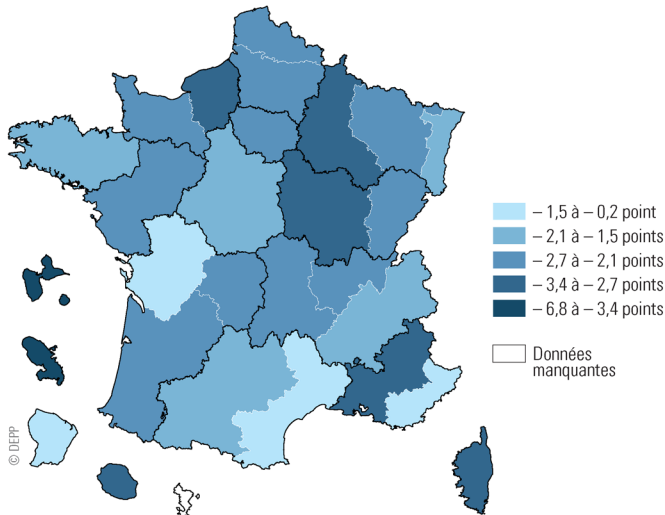 – 1,5 à – 0,2 point
– 2,1 à – 1,5 points
– 2,7 à – 2,1 points
– 3,4 à – 2,7 points
– 6,8 à – 3,4 points
Données
manquantes
© DEPP